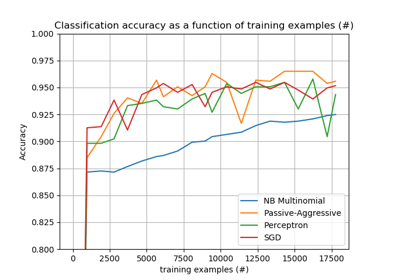 Classification accuracy as a function of training examples (#)
1.000
0.975
0.950
0.925
0.900
0.875
0.850
0.825
0.800
Accuracy
NB Multinomial
Passive-Aggressive
Perceptron
SGD
0 2500 5000 7500 10000 12500 15000 17500
training examples (#)